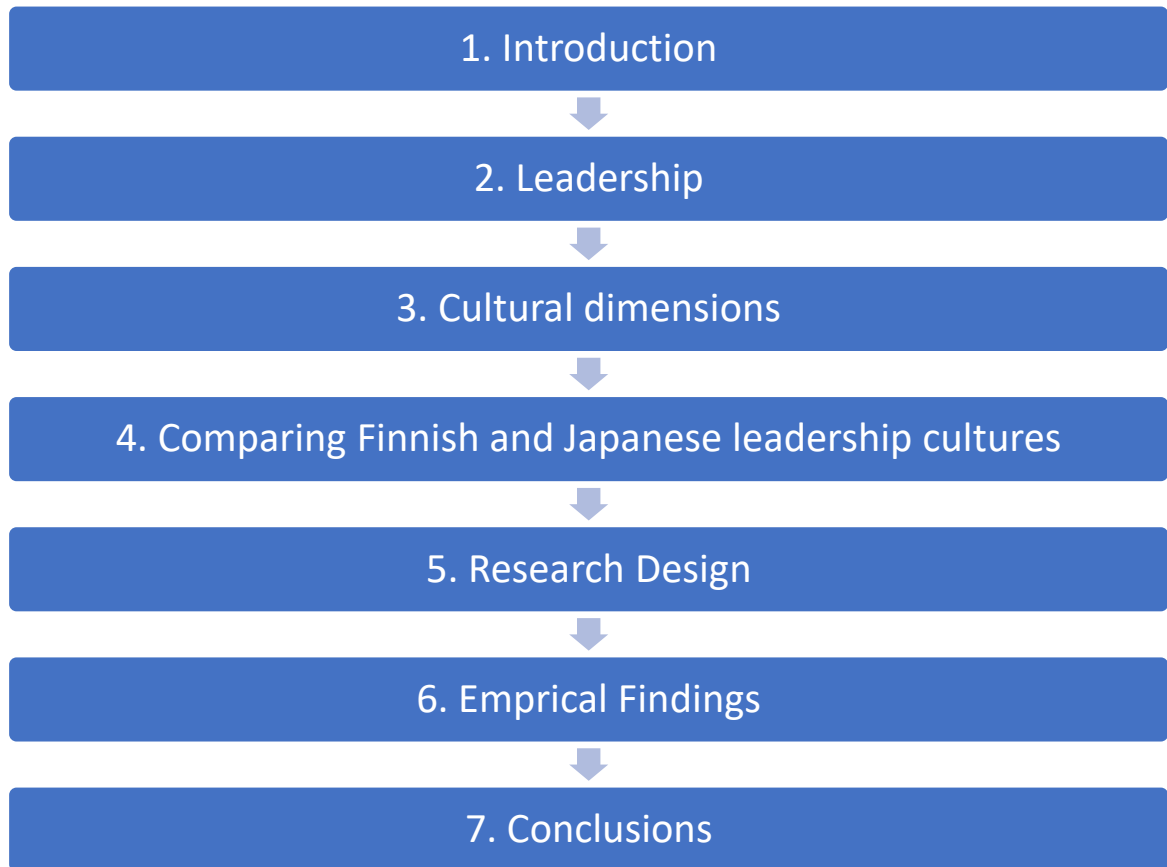 1. Introduction
2. Leadership
3. Cultural dimensions
4. Comparing Finnish and Japanese leadership cultures
5. Research Design
6. Emprical Findings
7. Conclusions